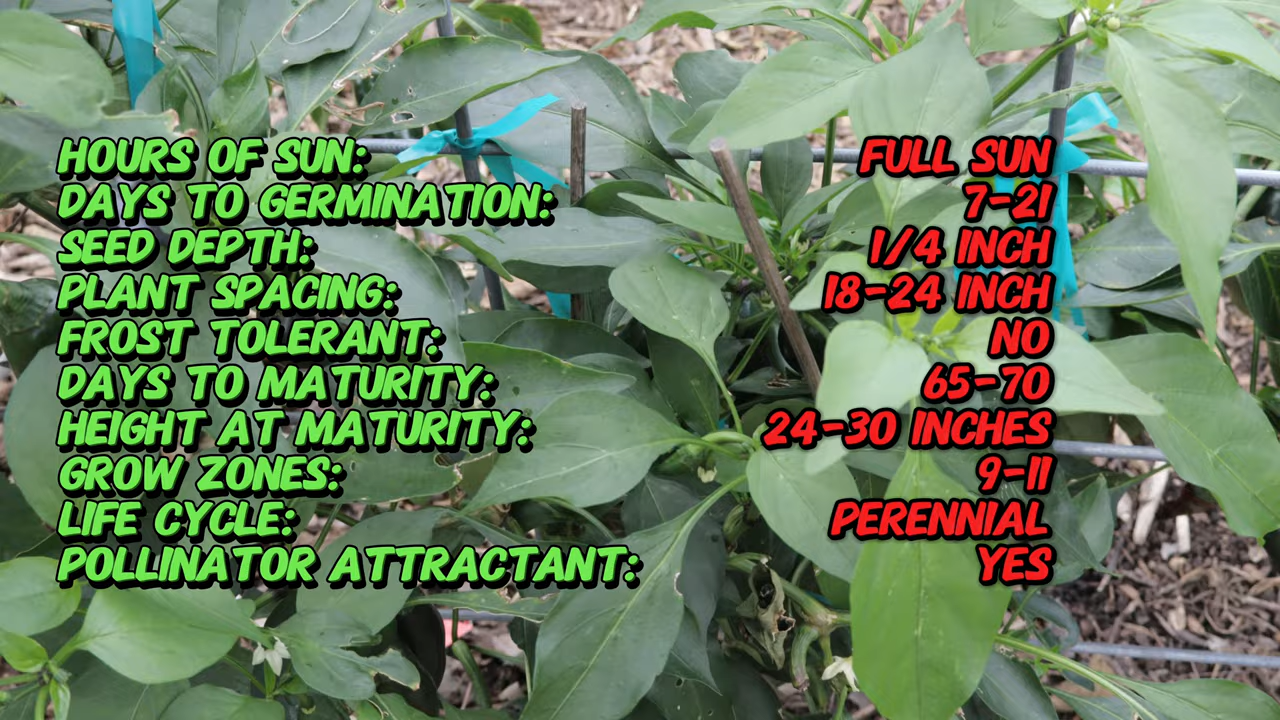 HOURS OF SUN: FULL SUN
DAYS TO GERMINATION: 7-21
SEED DEPTH: 1/4 INCH
PLANT SPACING: 18-24 INCH
FROST TOLERANT: NO
DAYS TO MATURITY: 65-70
HEIGHT AT MATURITY: 24-30 INCHES
GROW ZONES: 9-11
LIFE CYCLE: PERENNIAL
POLLINATOR ATTRACTANT: YES